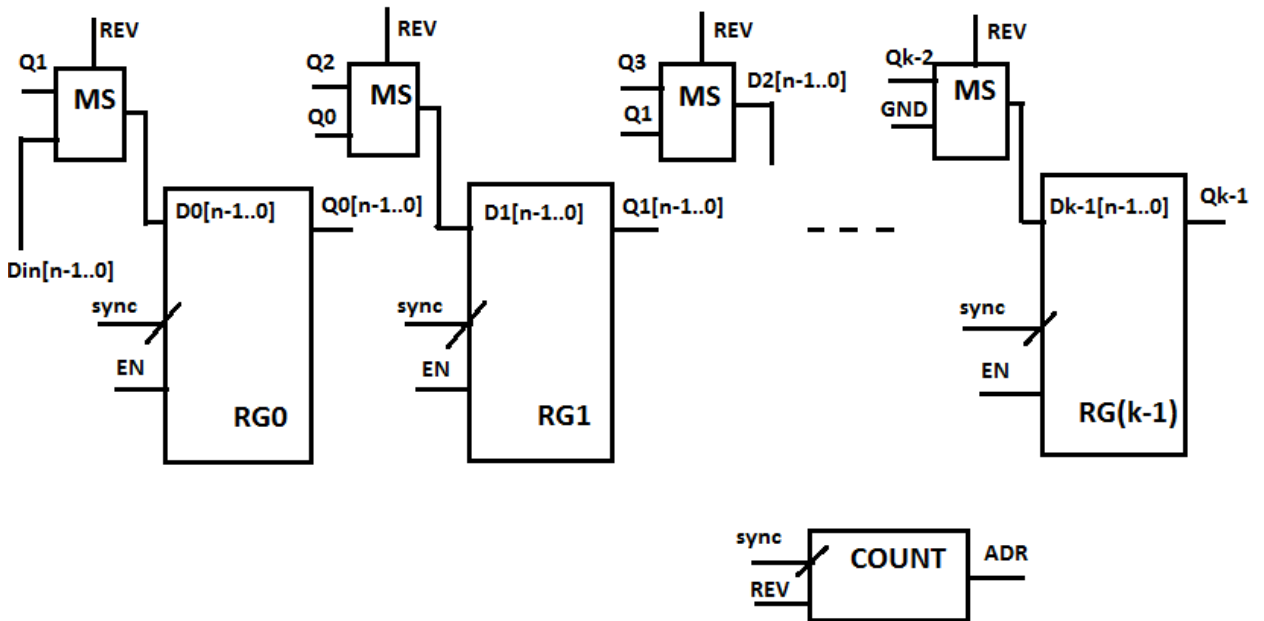 REV
Q1
MS
REV
Q2
Q0
MS
REV
Q3
Q1
MS
D2[n-1..0]
REV
Qk-2
GND
MS
D0[n-1..0]
Q0[n-1..0]
Din[n-1..0]
sync
EN
RG0
D1[n-1..0]
Q1[n-1..0]
sync
EN
RG1
Dk-1[n-1..0]
Qk-1
sync
EN
RG(k-1)
sync
REV
COUNT
ADR